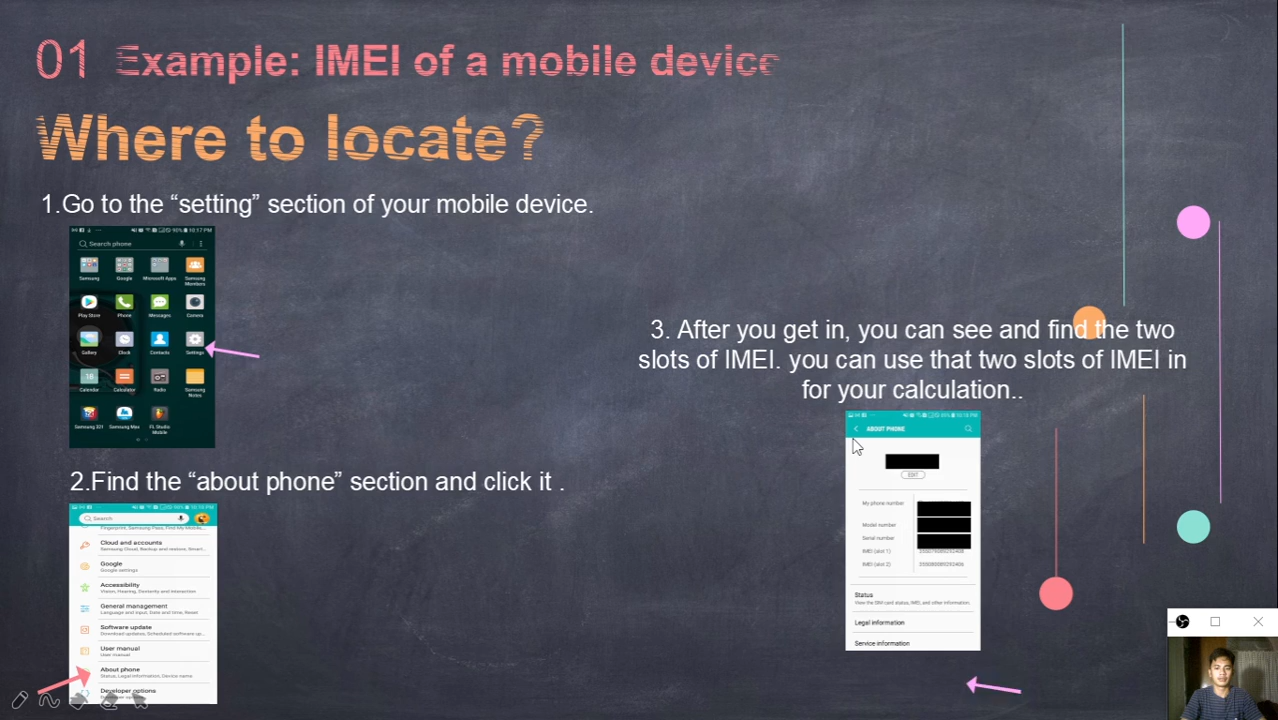 01 Example: IMEI of a mobile device
Where to locate?
1.Go to the “setting” section of your mobile device.
10:17 PM
Search phone
Samsung Google Microsoft Apps Samsung Members
Play Store Phone Messages Camera
Gallery Clock Contacts Settings
18
Calendar Calculator Radio Samsung Notes
Samsung Max FL Studio Mobile
2.Find the “about phone” section and click it .
Search
Fingerprint, Samsung Pass, Find My Mobile...
Cloud and accounts
Samsung Cloud, Backup and restore, Smart...
Google
Google settings
Accessibility
Vision, Hearing, Dexterity and interaction
General management
Language and input, Date and time, Reset
Software update
Download updates, Scheduled software up...
User manual
User manual
About phone
Status, Legal information, Device name
Developer options
3. After you get in, you can see and find the two
slots of IMEI. you can use that two slots of IMEI in
for your calculation..
ABOUT PHONE
EDIT
My phone number
Model number
Serial number
IMEI (slot 1)
IMEI (slot 2)
Status
View the SIM card status, IMEI, and other information.
Legal information
Service information